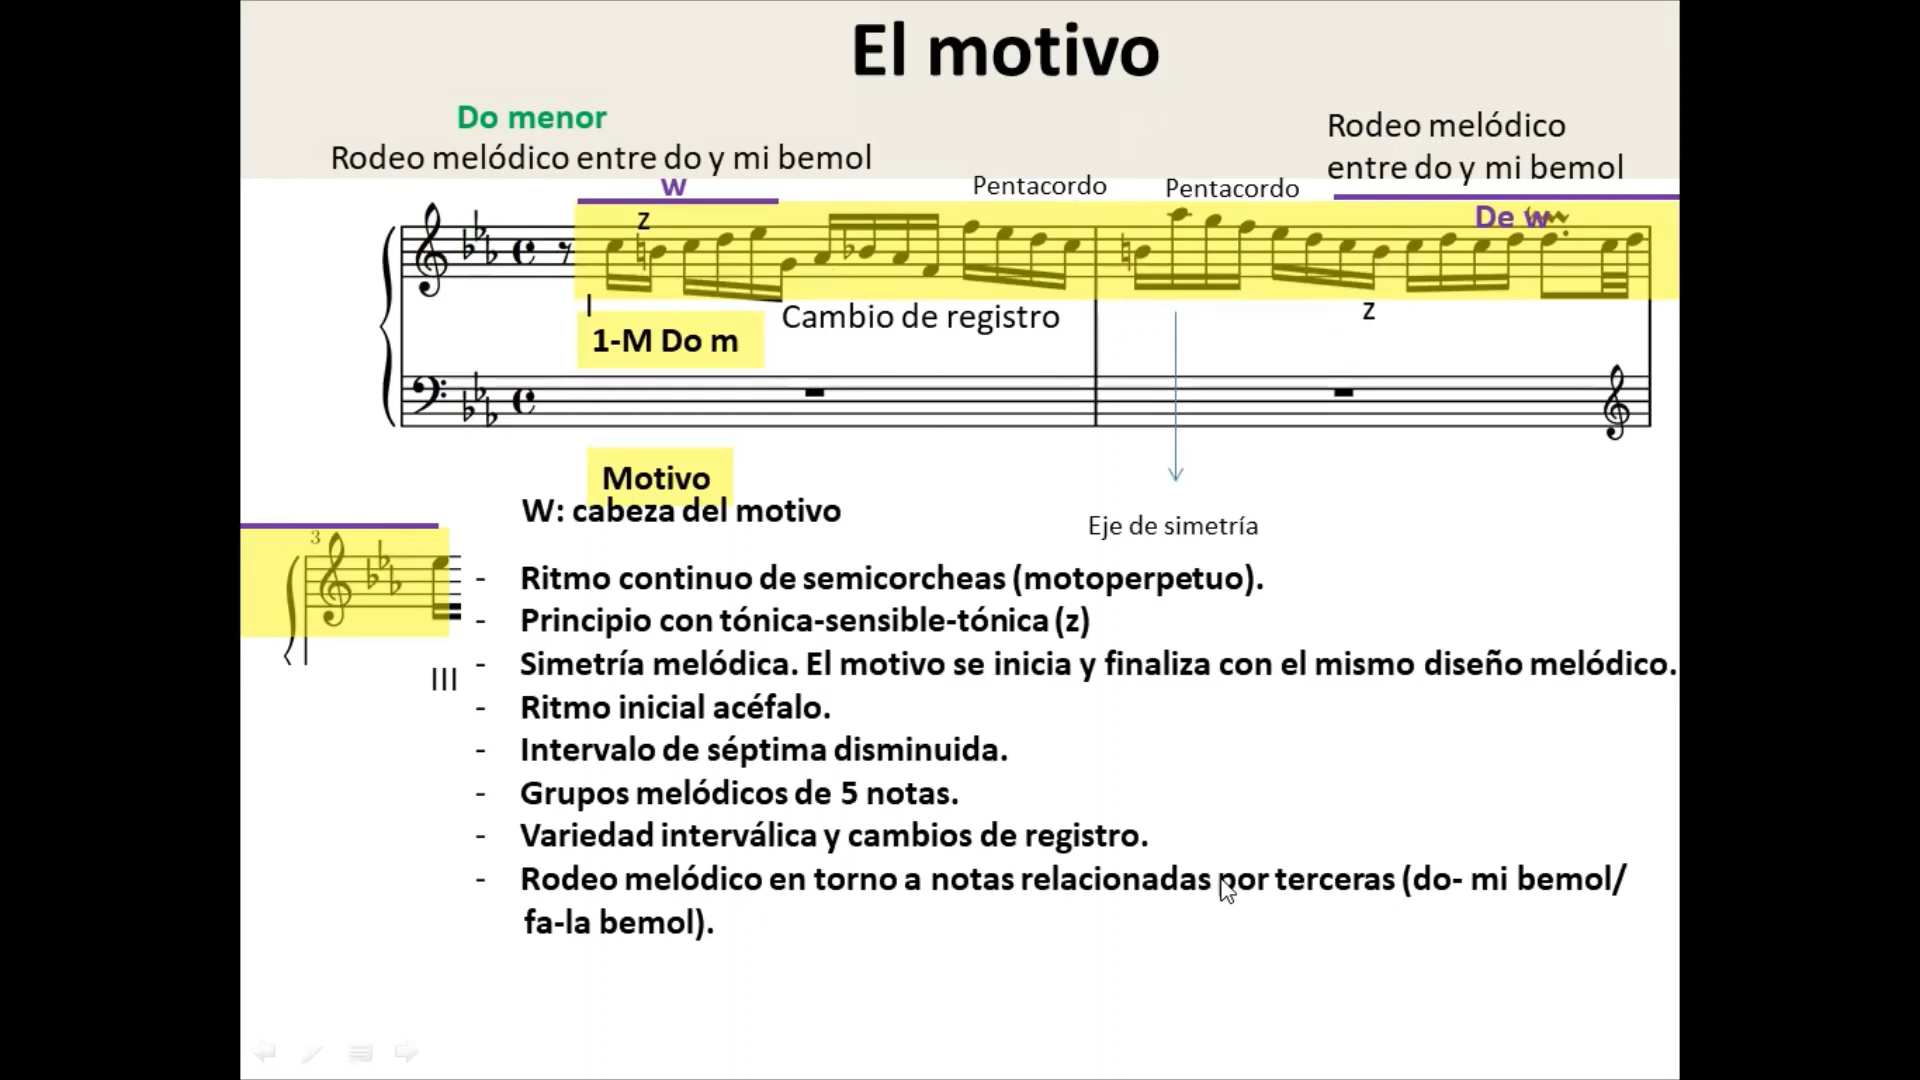 El motivo
Do menor
Rodeo melódico entre do y mi bemol
Rodeo melódico
entre do y mi bemol
w
Pentacordo
Pentacordo
z
De w
I
Cambio de registro
z
1-M Do m
Motivo
W: cabeza del motivo
Eje de simetría
3
III
- Ritmo continuo de semicorcheas (motoperpetuo).
- Principio con tónica-sensible-tónica (z)
- Simetría melódica. El motivo se inicia y finaliza con el mismo diseño melódico.
- Ritmo inicial acéfalo.
- Intervalo de séptima disminuida.
- Grupos melódicos de 5 notas.
- Variedad interválica y cambios de registro.
- Rodeo melódico en torno a notas relacionadas por terceras (do- mi bemol/
fa-la bemol).